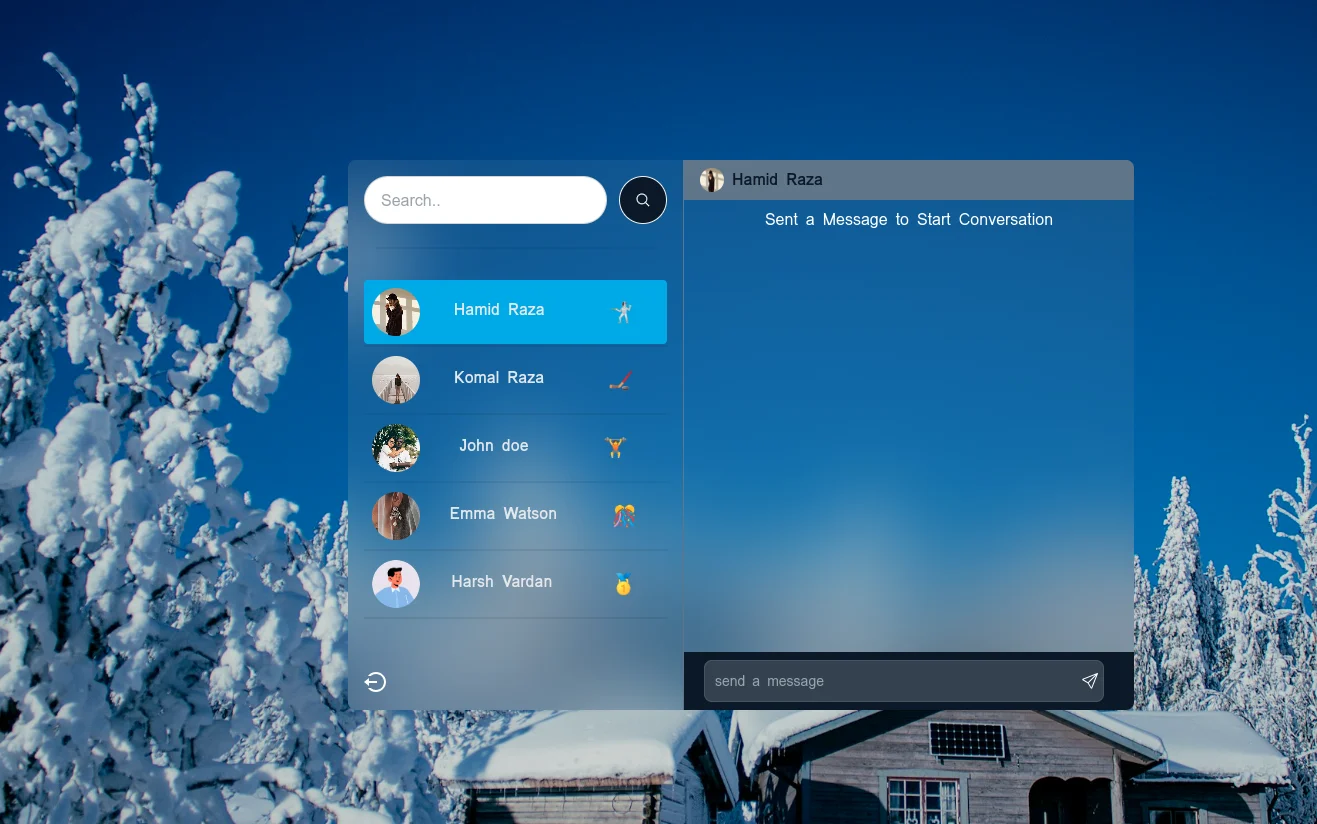 Search..
Hamid Raza
Komal Raza
John doe
Emma Watson
Harsh Vardan
Hamid Raza
Sent a Message to Start Conversation
send a message